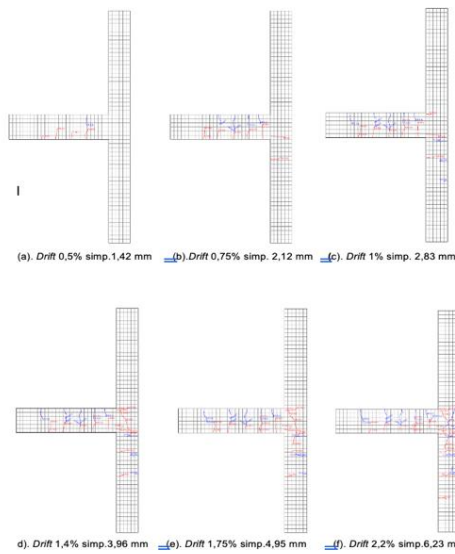 (a). Drift 0,5% simp.1,42 mm
(b).Drift 0,75% simp. 2,12 mm
(c). Drift 1% simp. 2,83 mm
d). Drift 1,4% simp.3,96 mm
(e). Drift 1,75% simp.4,95 mm
(f). Drift 2,2% simp.6,23 mm